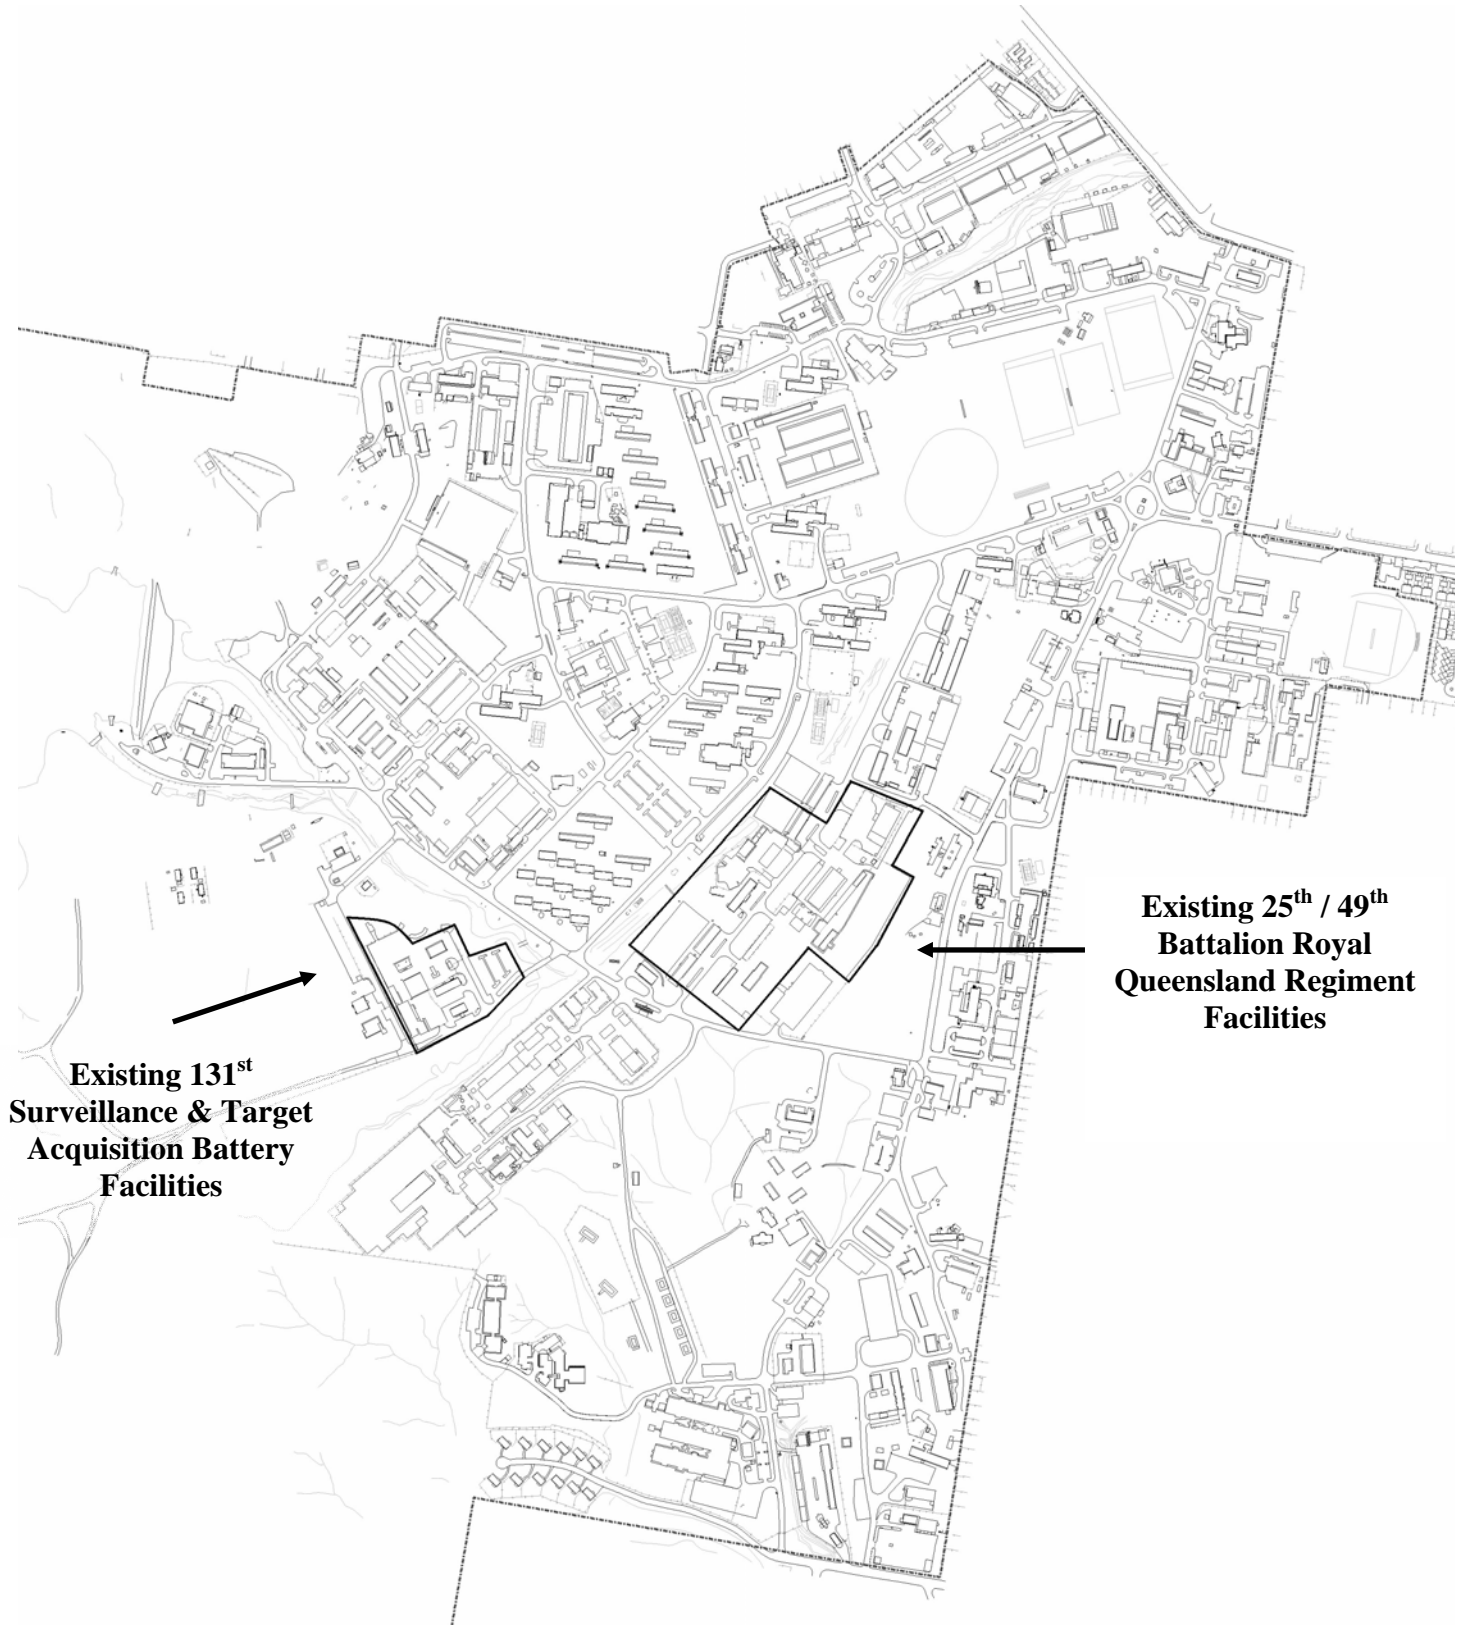 Existing 25th / 49th
Battalion Royal
Queensland Regiment
Facilities
Existing 131st
Surveillance & Target
Acquisition Battery
Facilities